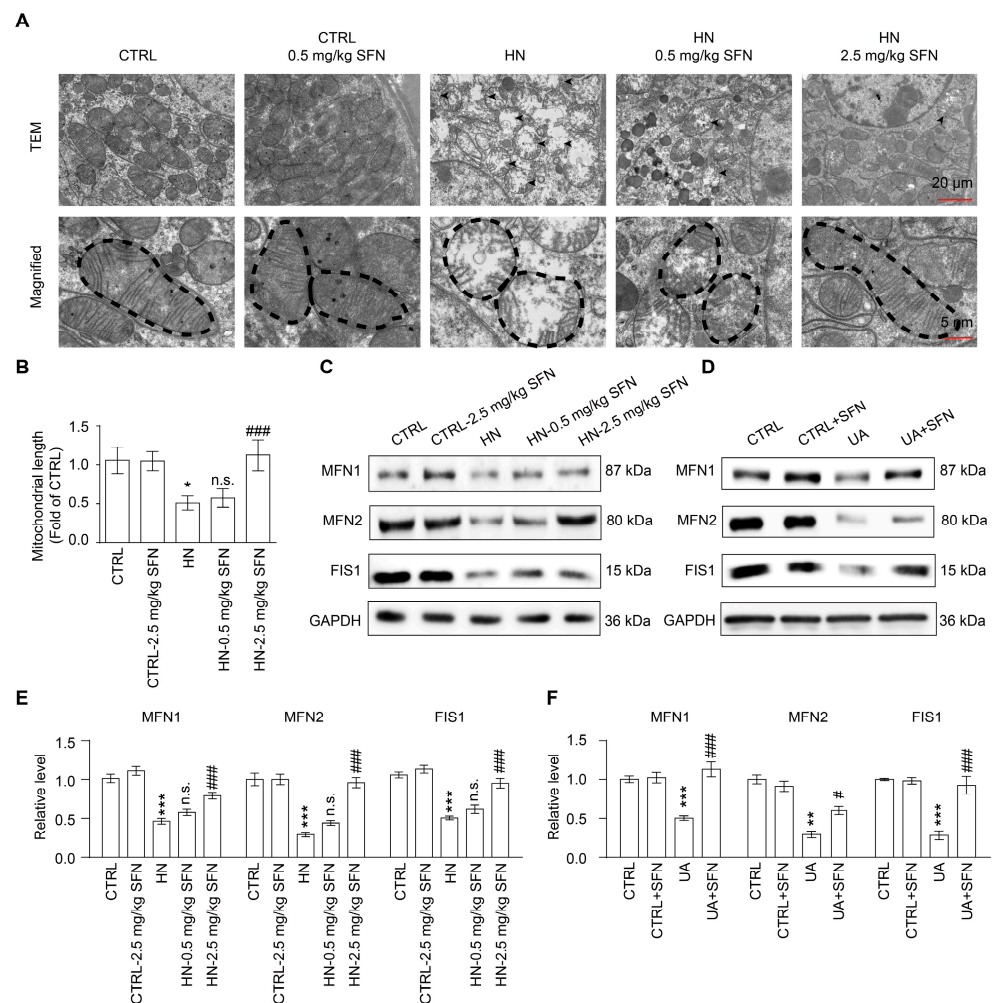 A
CTRL
CTRL
0.5 mg/kg SFN
HN
HN
0.5 mg/kg SFN
HN
2.5 mg/kg SFN
TEM
20 μm
Magnified
5 nm
B
Mitochondrial length
(Fold of CTRL)
1.5
1.0
0.5
0.0
*
n.s.
###
CTRL
CTRL-2.5 mg/kg SFN
HN
HN-0.5 mg/kg SFN
HN-2.5 mg/kg SFN
C
CTRL
CTRL-2.5 mg/kg SFN
HN
HN-0.5 mg/kg SFN
HN-2.5 mg/kg SFN
MFN1
87 kDa
MFN2
80 kDa
FIS1
15 kDa
GAPDH
36 kDa
D
CTRL
CTRL+SFN
UA
UA+SFN
MFN1
87 kDa
MFN2
80 kDa
FIS1
15 kDa
GAPDH
36 kDa
E
MFN1
MFN2
FIS1
Relative level
1.5
1.0
0.5
0.0
***
n.s.
###
***
n.s.
###
***
n.s.
###
CTRL
CTRL-2.5 mg/kg SFN
HN
HN-0.5 mg/kg SFN
HN-2.5 mg/kg SFN
CTRL
CTRL-2.5 mg/kg SFN
HN
HN-0.5 mg/kg SFN
HN-2.5 mg/kg SFN
CTRL
CTRL-2.5 mg/kg SFN
HN
HN-0.5 mg/kg SFN
HN-2.5 mg/kg SFN
F
MFN1
MFN2
FIS1
Relative level
1.5
1.0
0.5
0.0
***
###
**
#
***
###
CTRL
CTRL+SFN
UA
UA+SFN
CTRL
CTRL+SFN
UA
UA+SFN
CTRL
CTRL+SFN
UA
UA+SFN